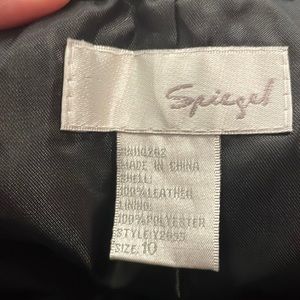 Spiegel
MADE IN CHINA
SHELL:
100%LEATHER
LINING:
100%POLYESTER
SIZE: 10